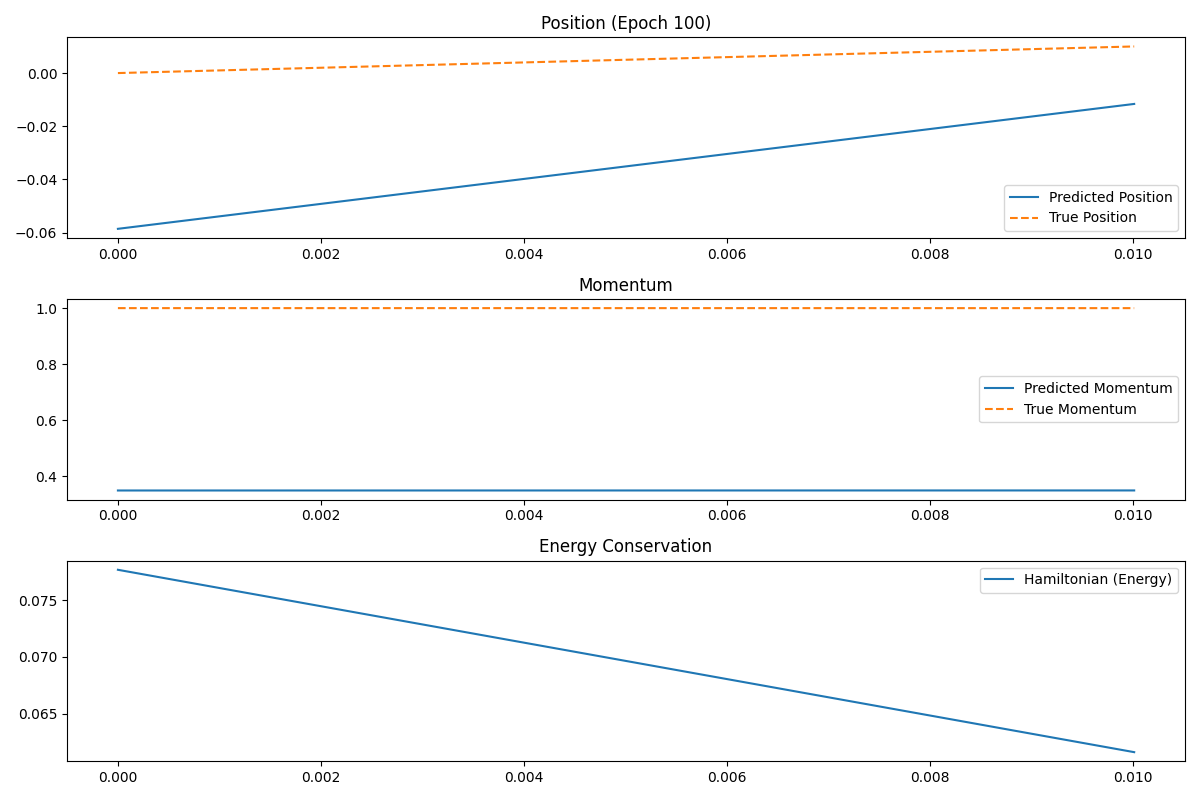 Position (Epoch 100)
0.00
−0.02
−0.04
−0.06
Predicted Position
True Position
0.000 0.002 0.004 0.006 0.008 0.010
Momentum
1.0
0.8
0.6
0.4
Predicted Momentum
True Momentum
0.000 0.002 0.004 0.006 0.008 0.010
Energy Conservation
0.075
0.070
0.065
Hamiltonian (Energy)
0.000 0.002 0.004 0.006 0.008 0.010